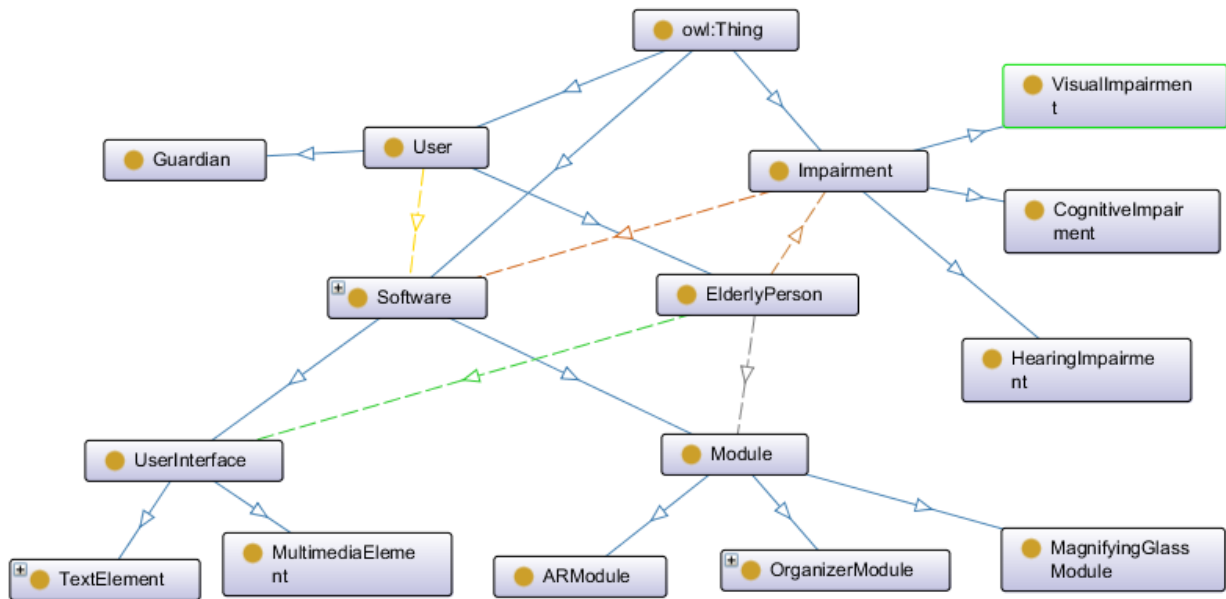 owl:Thing
VisualImpairmen
t
User
Guardian
Impairment
CognitiveImpair
ment
Software
ElderlyPerson
HearingImpairme
nt
UserInterface
Module
TextElement
MultimediaEleme
nt
ARModule
OrganizerModule
MagnifyingGlass
Module